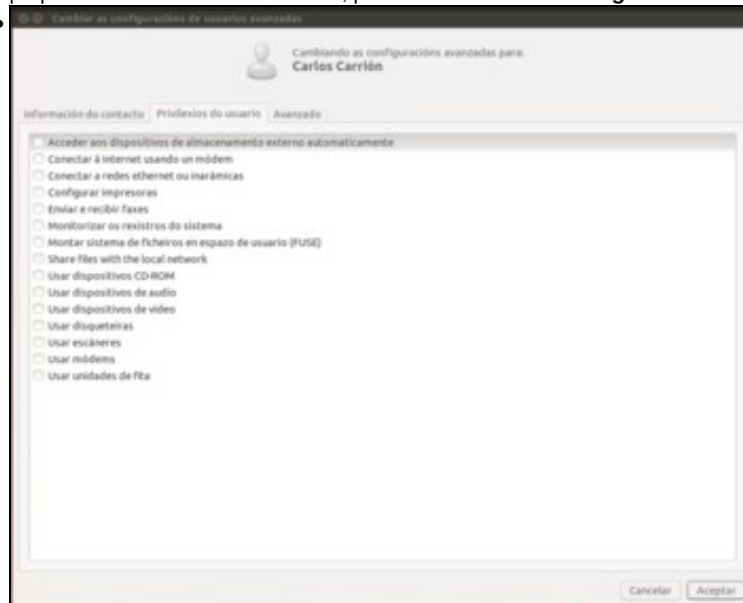 Cambiar as configuracións de usuarios avanzadas
Cambiando as configuracións avanzadas para:
Carlos Carrión
Información do contacto Privilexios do usuario Avanzado
Acceder aos dispositivos de almacenamento externo automaticamente
Conectar á Internet usando un módem
Conectar a redes ethernet ou inarámicas
Configurar impresoras
Enviar e recibir faxes
Monitorizar os rexistros do sistema
Montar sistema de ficheiros en espazo de usuario (FUSE)
Share files with the local network
Usar dispositivos CD-ROM
Usar dispositivos de audio
Usar dispositivos de vídeo
Usar disqueteiras
Usar escáneres
Usar módems
Usar unidades de fita
Cancelar Aceptar